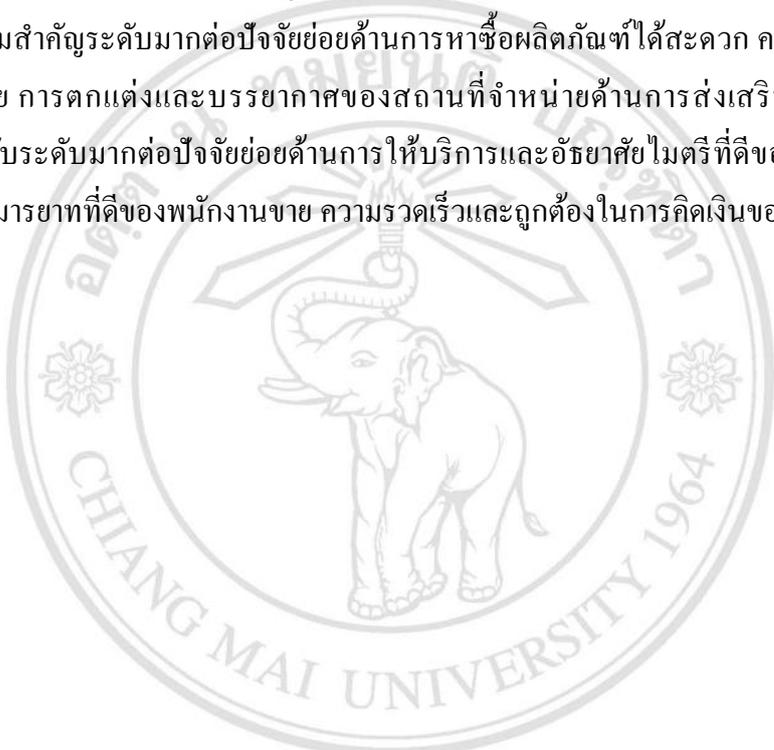 มสำคัญระดับมากต่อปัจจัยย่อยด้านการหาซื้อผลิตภัณฑ์ได้สะดวก ค
ย การตกแต่งและบรรยากาศของสถานที่จำหน่ายด้านการส่งเสริ
ับระดับมากต่อปัจจัยย่อยด้านการให้บริการและอัธยาศัยไมตรีที่ดีขอ
มารยาทที่ดีของพนักงานขาย ความรวดเร็วและถูกต้องในการคิดเงินขอ
CHIANG MAI UNIVERSITY 1964